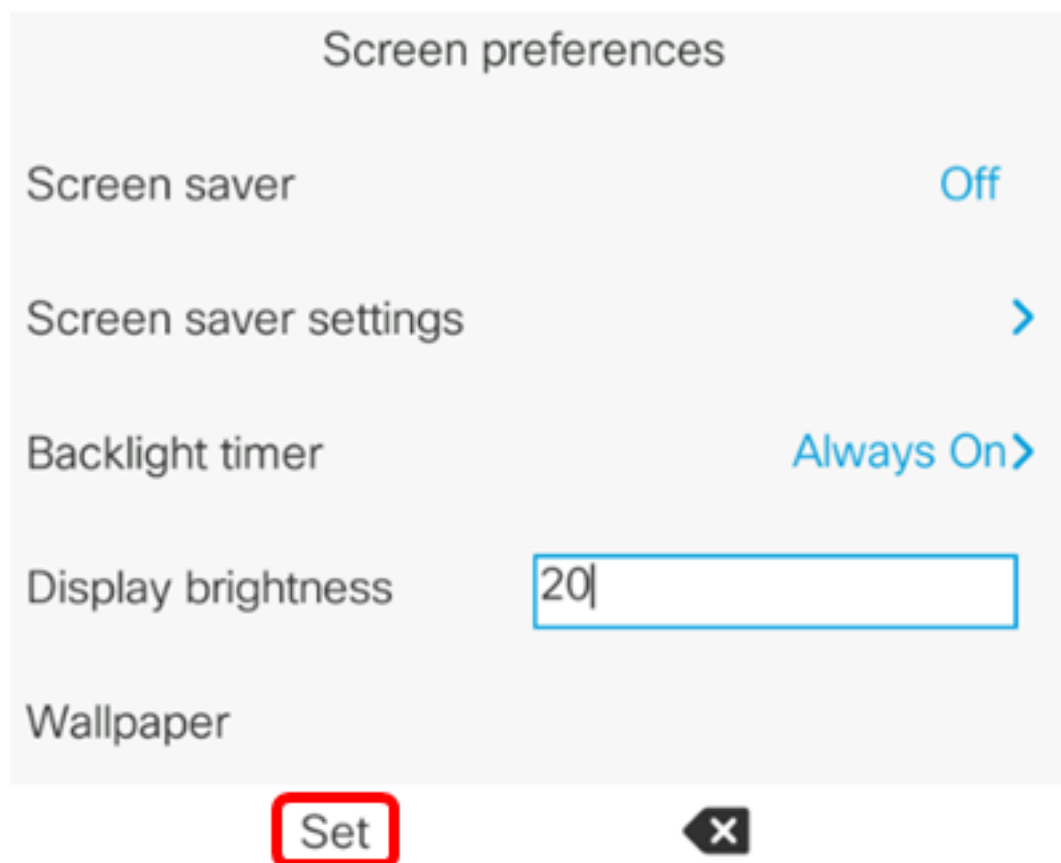 Screen preferences
Screen saver Off
Screen saver settings
Backlight timer Always On
Display brightness 20
Wallpaper
Set